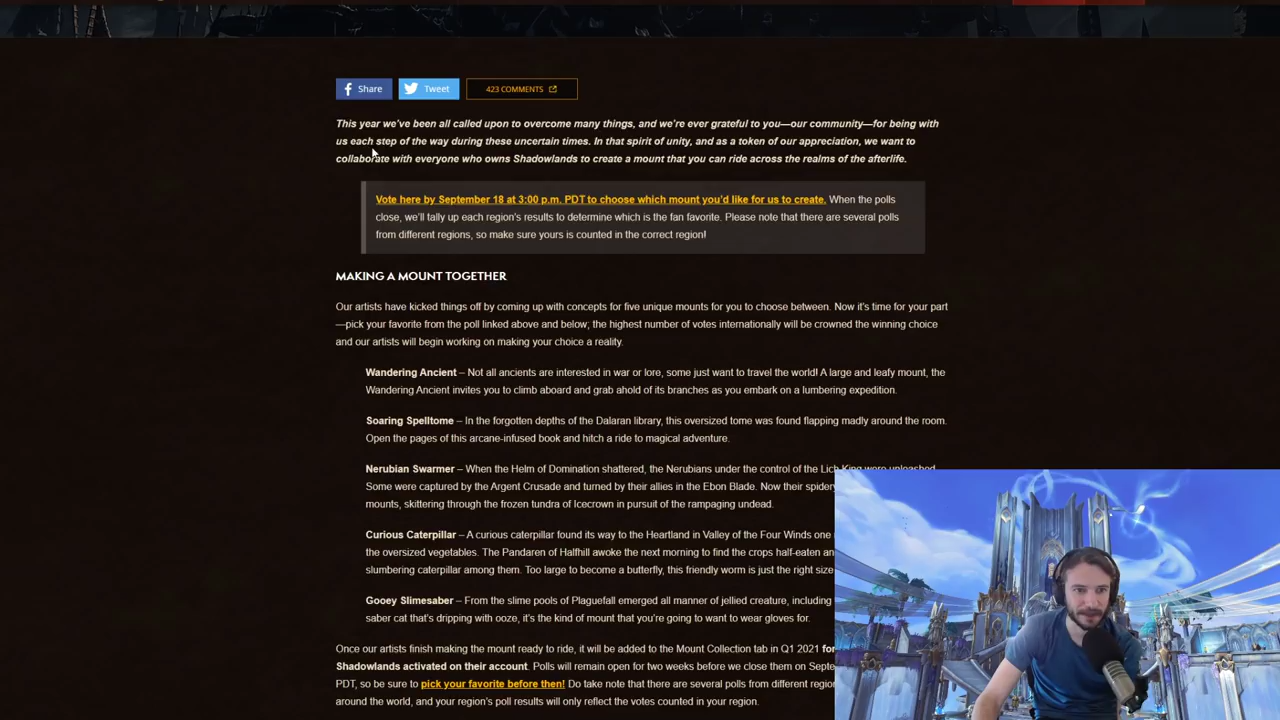 Share Tweet 423 COMMENTS
This year we've been all called upon to overcome many things, and we're ever grateful to you—our community—for being with
us each step of the way during these uncertain times. In that spirit of unity, and as a token of our appreciation, we want to
collaborate with everyone who owns Shadowlands to create a mount that you can ride across the realms of the afterlife.
Vote here by September 18 at 3:00 p.m. PDT to choose which mount you'd like for us to create. When the polls
close, we'll tally up each region's results to determine which is the fan favorite. Please note that there are several polls
from different regions, so make sure yours is counted in the correct region!
MAKING A MOUNT TOGETHER
Our artists have kicked things off by coming up with concepts for five unique mounts for you to choose between. Now it's time for your part
—pick your favorite from the poll linked above and below; the highest number of votes internationally will be crowned the winning choice
and our artists will begin working on making your choice a reality.
Wandering Ancient – Not all ancients are interested in war or lore, some just want to travel the world! A large and leafy mount, the
Wandering Ancient invites you to climb aboard and grab ahold of its branches as you embark on a lumbering expedition.
Soaring Spelltome – In the forgotten depths of the Dalaran library, this oversized tome was found flapping madly around the room.
Open the pages of this arcane-infused book and hitch a ride to magical adventure.
Nerubian Swarmer – When the Helm of Domination shattered, the Nerubians under the control of the Lich King were unleashed.
Some were captured by the Argent Crusade and turned by their allies in the Ebon Blade. Now their spidery
mounts, skittering through the frozen tundra of Icecrown in pursuit of the rampaging undead.
Curious Caterpillar – A curious caterpillar found its way to the Heartland in Valley of the Four Winds one
the oversized vegetables. The Pandaren of Halfhill awoke the next morning to find the crops half-eaten
slumbering caterpillar among them. Too large to become a butterfly, this friendly worm is just the right size
Gooey Slimesaber – From the slime pools of Plaguefall emerged all manner of jellied creature, including
saber cat that's dripping with ooze, it's the kind of mount that you're going to want to wear gloves for.
Once our artists finish making the mount ready to ride, it will be added to the Mount Collection tab in Q1 2021
Shadowlands activated on their account. Polls will remain open for two weeks before we close them on
PDT, so be sure to pick your favorite before then! Do take note that there are several polls from different
around the world, and your region's poll results will only reflect the votes counted in your region.